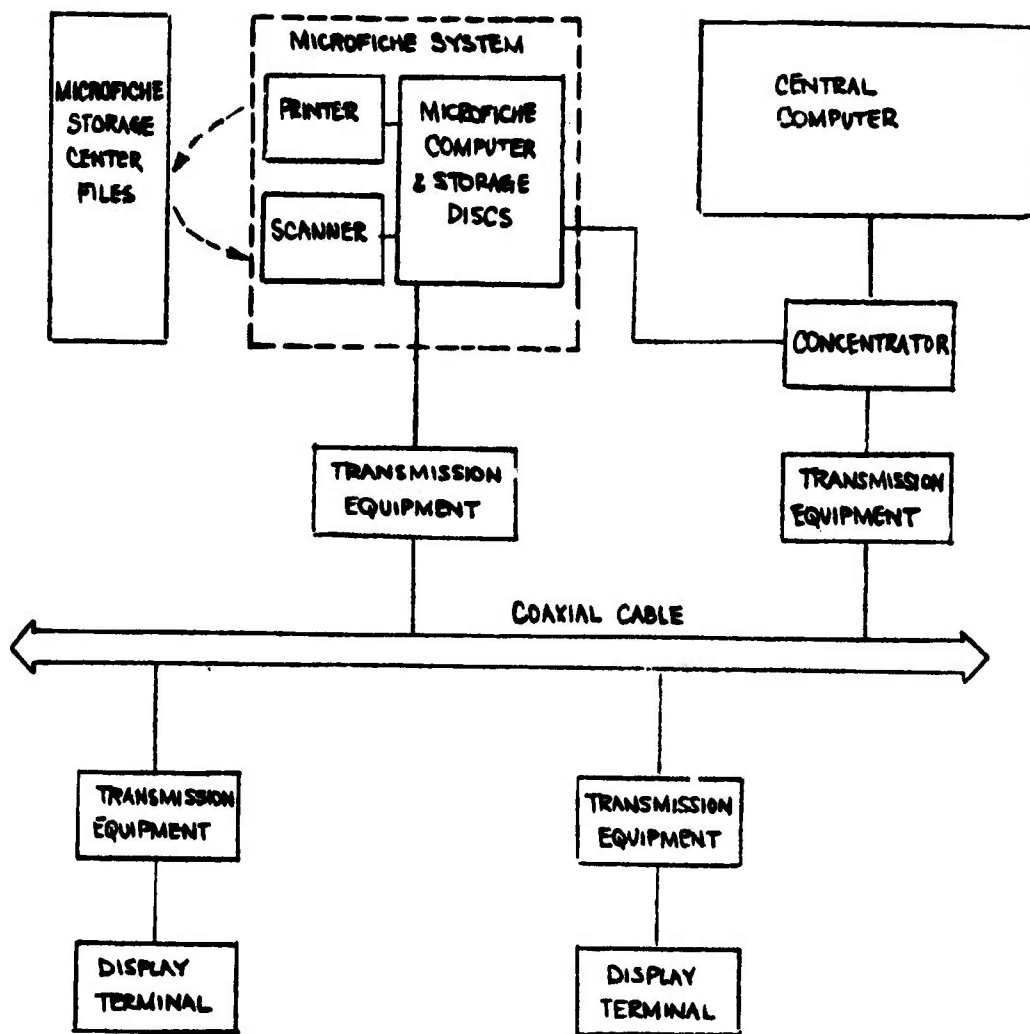 MICROFICHE
STORAGE
CENTER
FILES
MICROFICHE SYSTEM
PRINTER
SCANNER
MICROFICHE
COMPUTER
& STORAGE
DISCS
CENTRAL
COMPUTER
CONCENTRATOR
TRANSMISSION
EQUIPMENT
TRANSMISSION
EQUIPMENT
COAXIAL CABLE
TRANSMISSION
EQUIPMENT
TRANSMISSION
EQUIPMENT
DISPLAY
TERMINAL
DISPLAY
TERMINAL